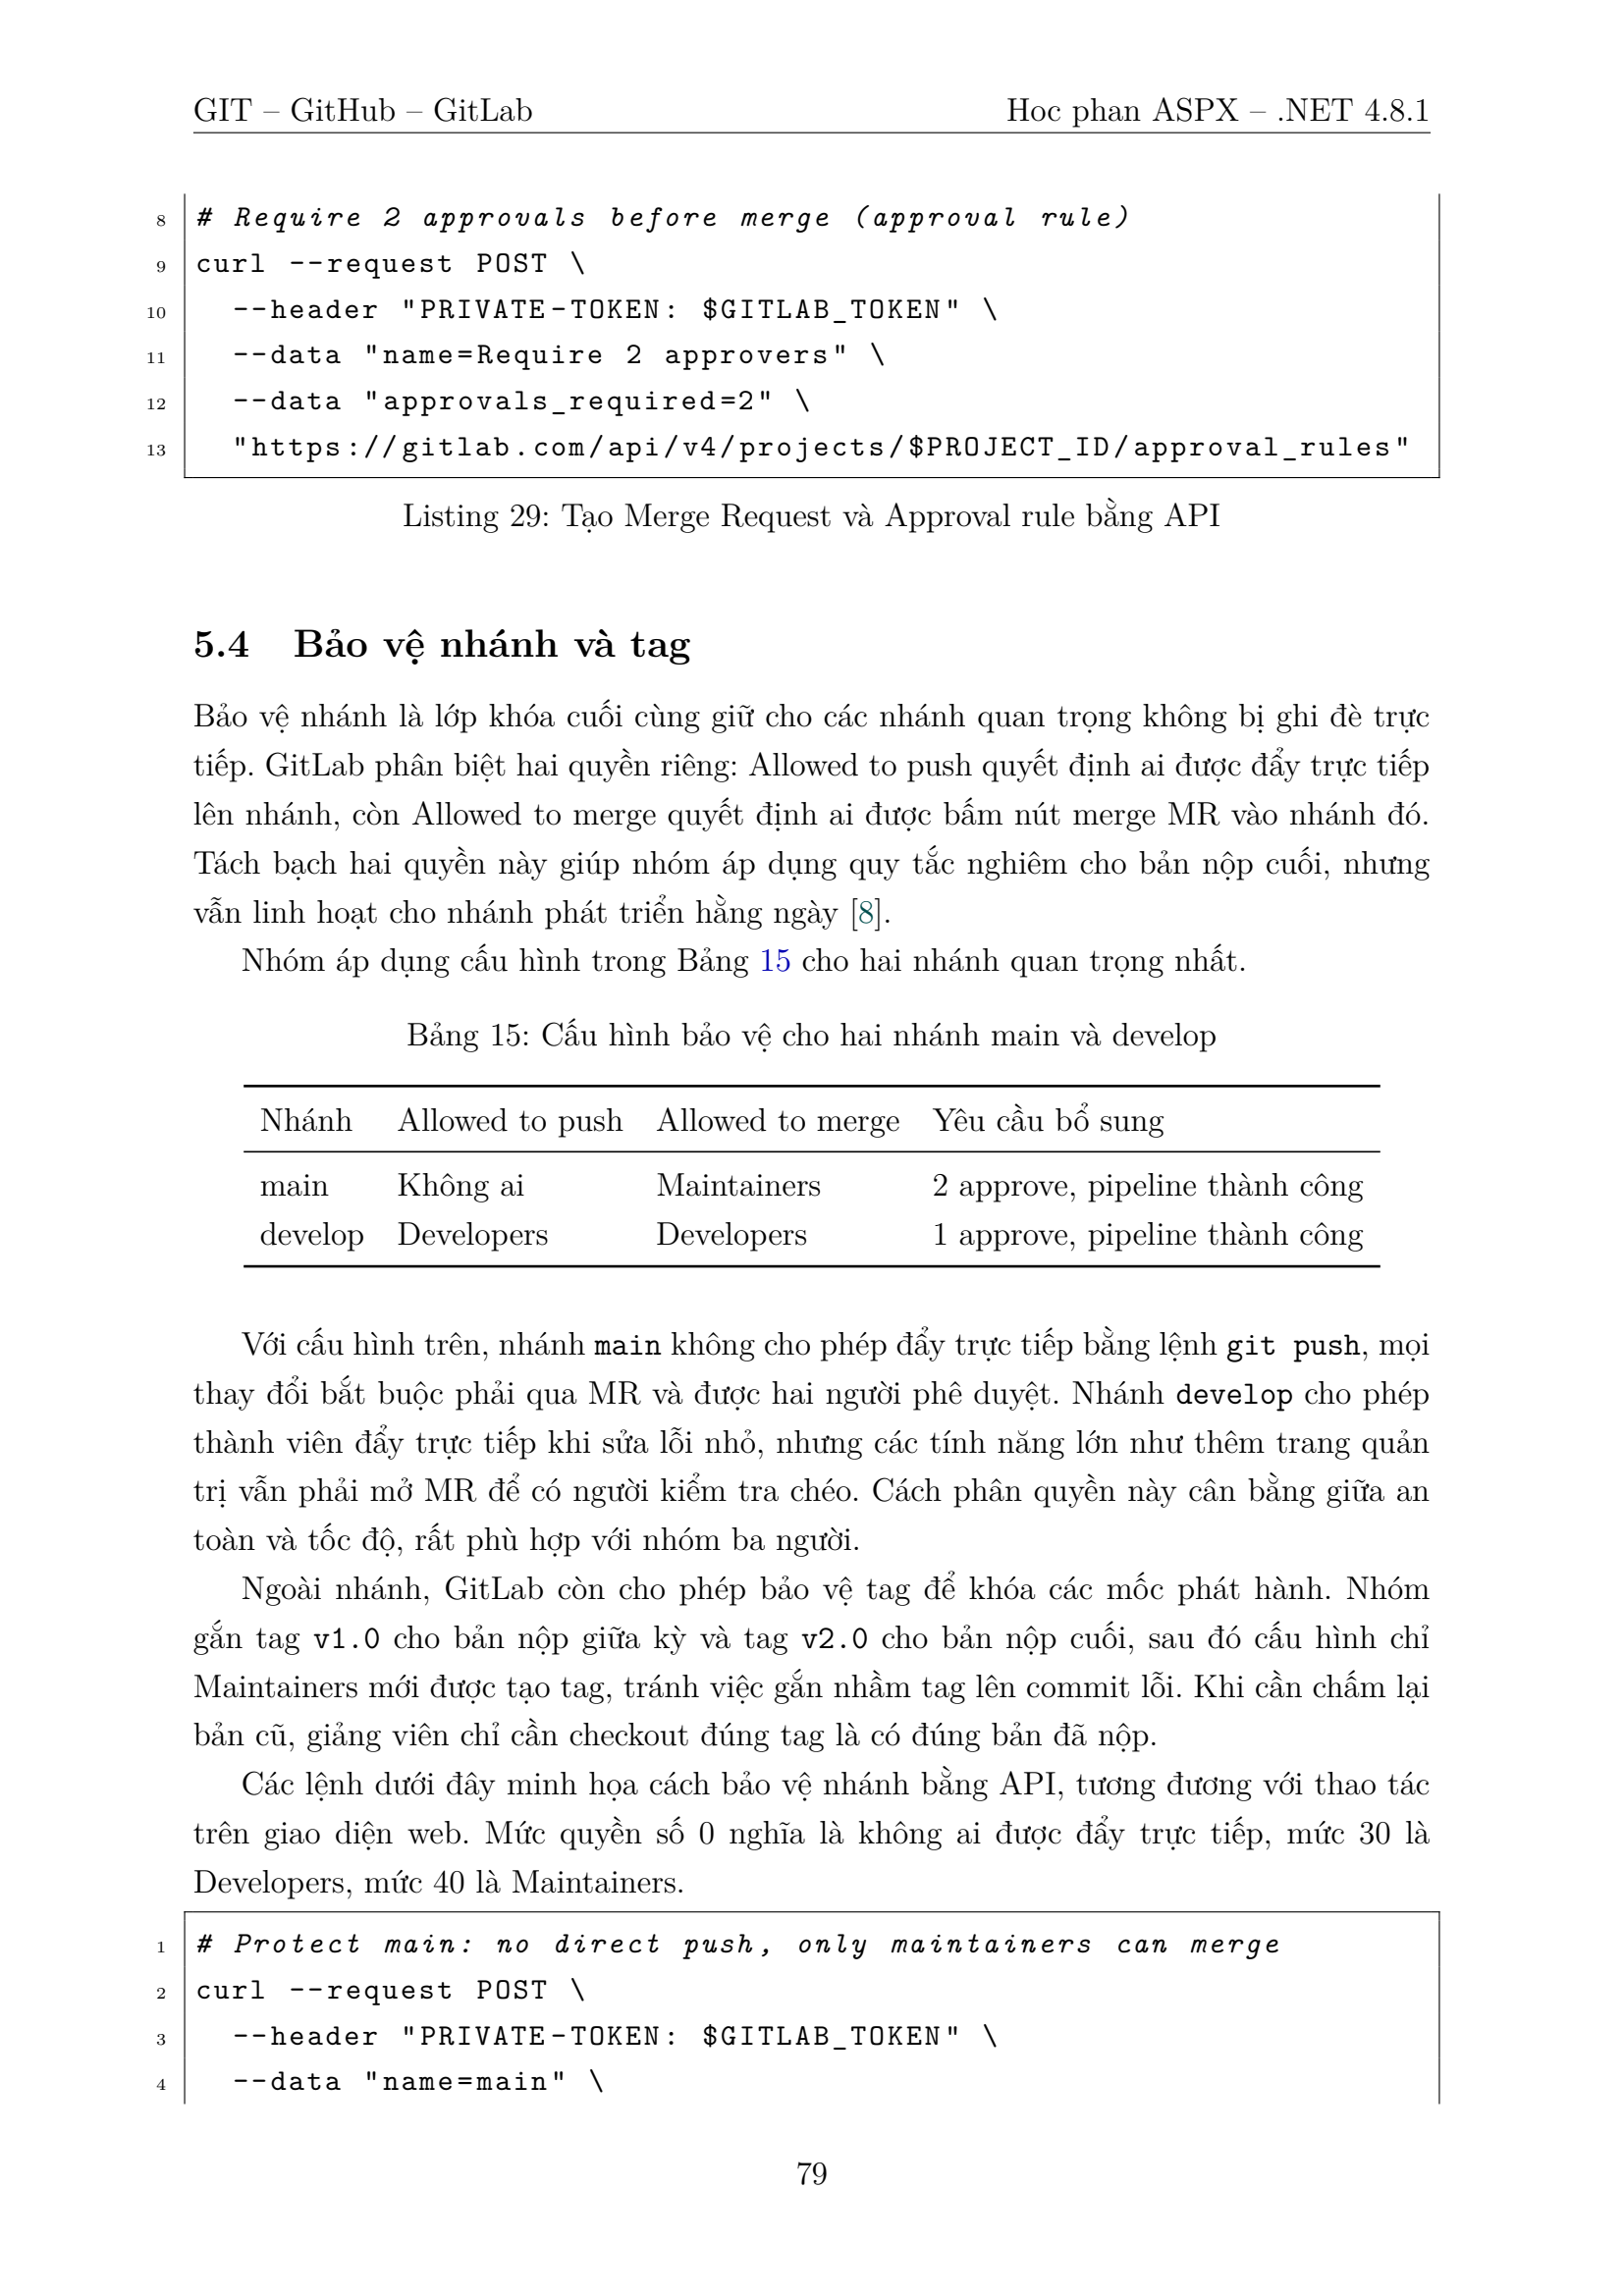 GIT – GitHub – GitLab
Hoc phan ASPX – .NET 4.8.1
8 # Require 2 approvals before merge (approval rule)
9 curl --request POST \
10 --header "PRIVATE-TOKEN: $GITLAB_TOKEN" \
11 --data "name=Require 2 approvers" \
12 --data "approvals_required=2" \
13 "https://gitlab.com/api/v4/projects/$PROJECT_ID/approval_rules"
Listing 29: Tạo Merge Request và Approval rule bằng API
5.4 Bảo vệ nhánh và tag
Bảo vệ nhánh là lớp khóa cuối cùng giữ cho các nhánh quan trọng không bị ghi đè trực
tiếp. GitLab phân biệt hai quyền riêng: Allowed to push quyết định ai được đẩy trực tiếp
lên nhánh, còn Allowed to merge quyết định ai được bấm nút merge MR vào nhánh đó.
Tách bạch hai quyền này giúp nhóm áp dụng quy tắc nghiêm cho bản nộp cuối, nhưng
vẫn linh hoạt cho nhánh phát triển hằng ngày [8].
Nhóm áp dụng cấu hình trong Bảng 15 cho hai nhánh quan trọng nhất.
Bảng 15: Cấu hình bảo vệ cho hai nhánh main và develop
Nhánh Allowed to push Allowed to merge Yêu cầu bổ sung
main Không ai Maintainers 2 approve, pipeline thành công
develop Developers Developers 1 approve, pipeline thành công
Với cấu hình trên, nhánh main không cho phép đẩy trực tiếp bằng lệnh git push, mọi
thay đổi bắt buộc phải qua MR và được hai người phê duyệt. Nhánh develop cho phép
thành viên đẩy trực tiếp khi sửa lỗi nhỏ, nhưng các tính năng lớn như thêm trang quản
trị vẫn phải mở MR để có người kiểm tra chéo. Cách phân quyền này cân bằng giữa an
toàn và tốc độ, rất phù hợp với nhóm ba người.
Ngoài nhánh, GitLab còn cho phép bảo vệ tag để khóa các mốc phát hành. Nhóm
gắn tag v1.0 cho bản nộp giữa kỳ và tag v2.0 cho bản nộp cuối, sau đó cấu hình chỉ
Maintainers mới được tạo tag, tránh việc gắn nhầm tag lên commit lỗi. Khi cần chấm lại
bản cũ, giảng viên chỉ cần checkout đúng tag là có đúng bản đã nộp.
Các lệnh dưới đây minh họa cách bảo vệ nhánh bằng API, tương đương với thao tác
trên giao diện web. Mức quyền số 0 nghĩa là không ai được đẩy trực tiếp, mức 30 là
Developers, mức 40 là Maintainers.
1 # Protect main: no direct push, only maintainers can merge
2 curl --request POST \
3 --header "PRIVATE-TOKEN: $GITLAB_TOKEN" \
4 --data "name=main" \
79